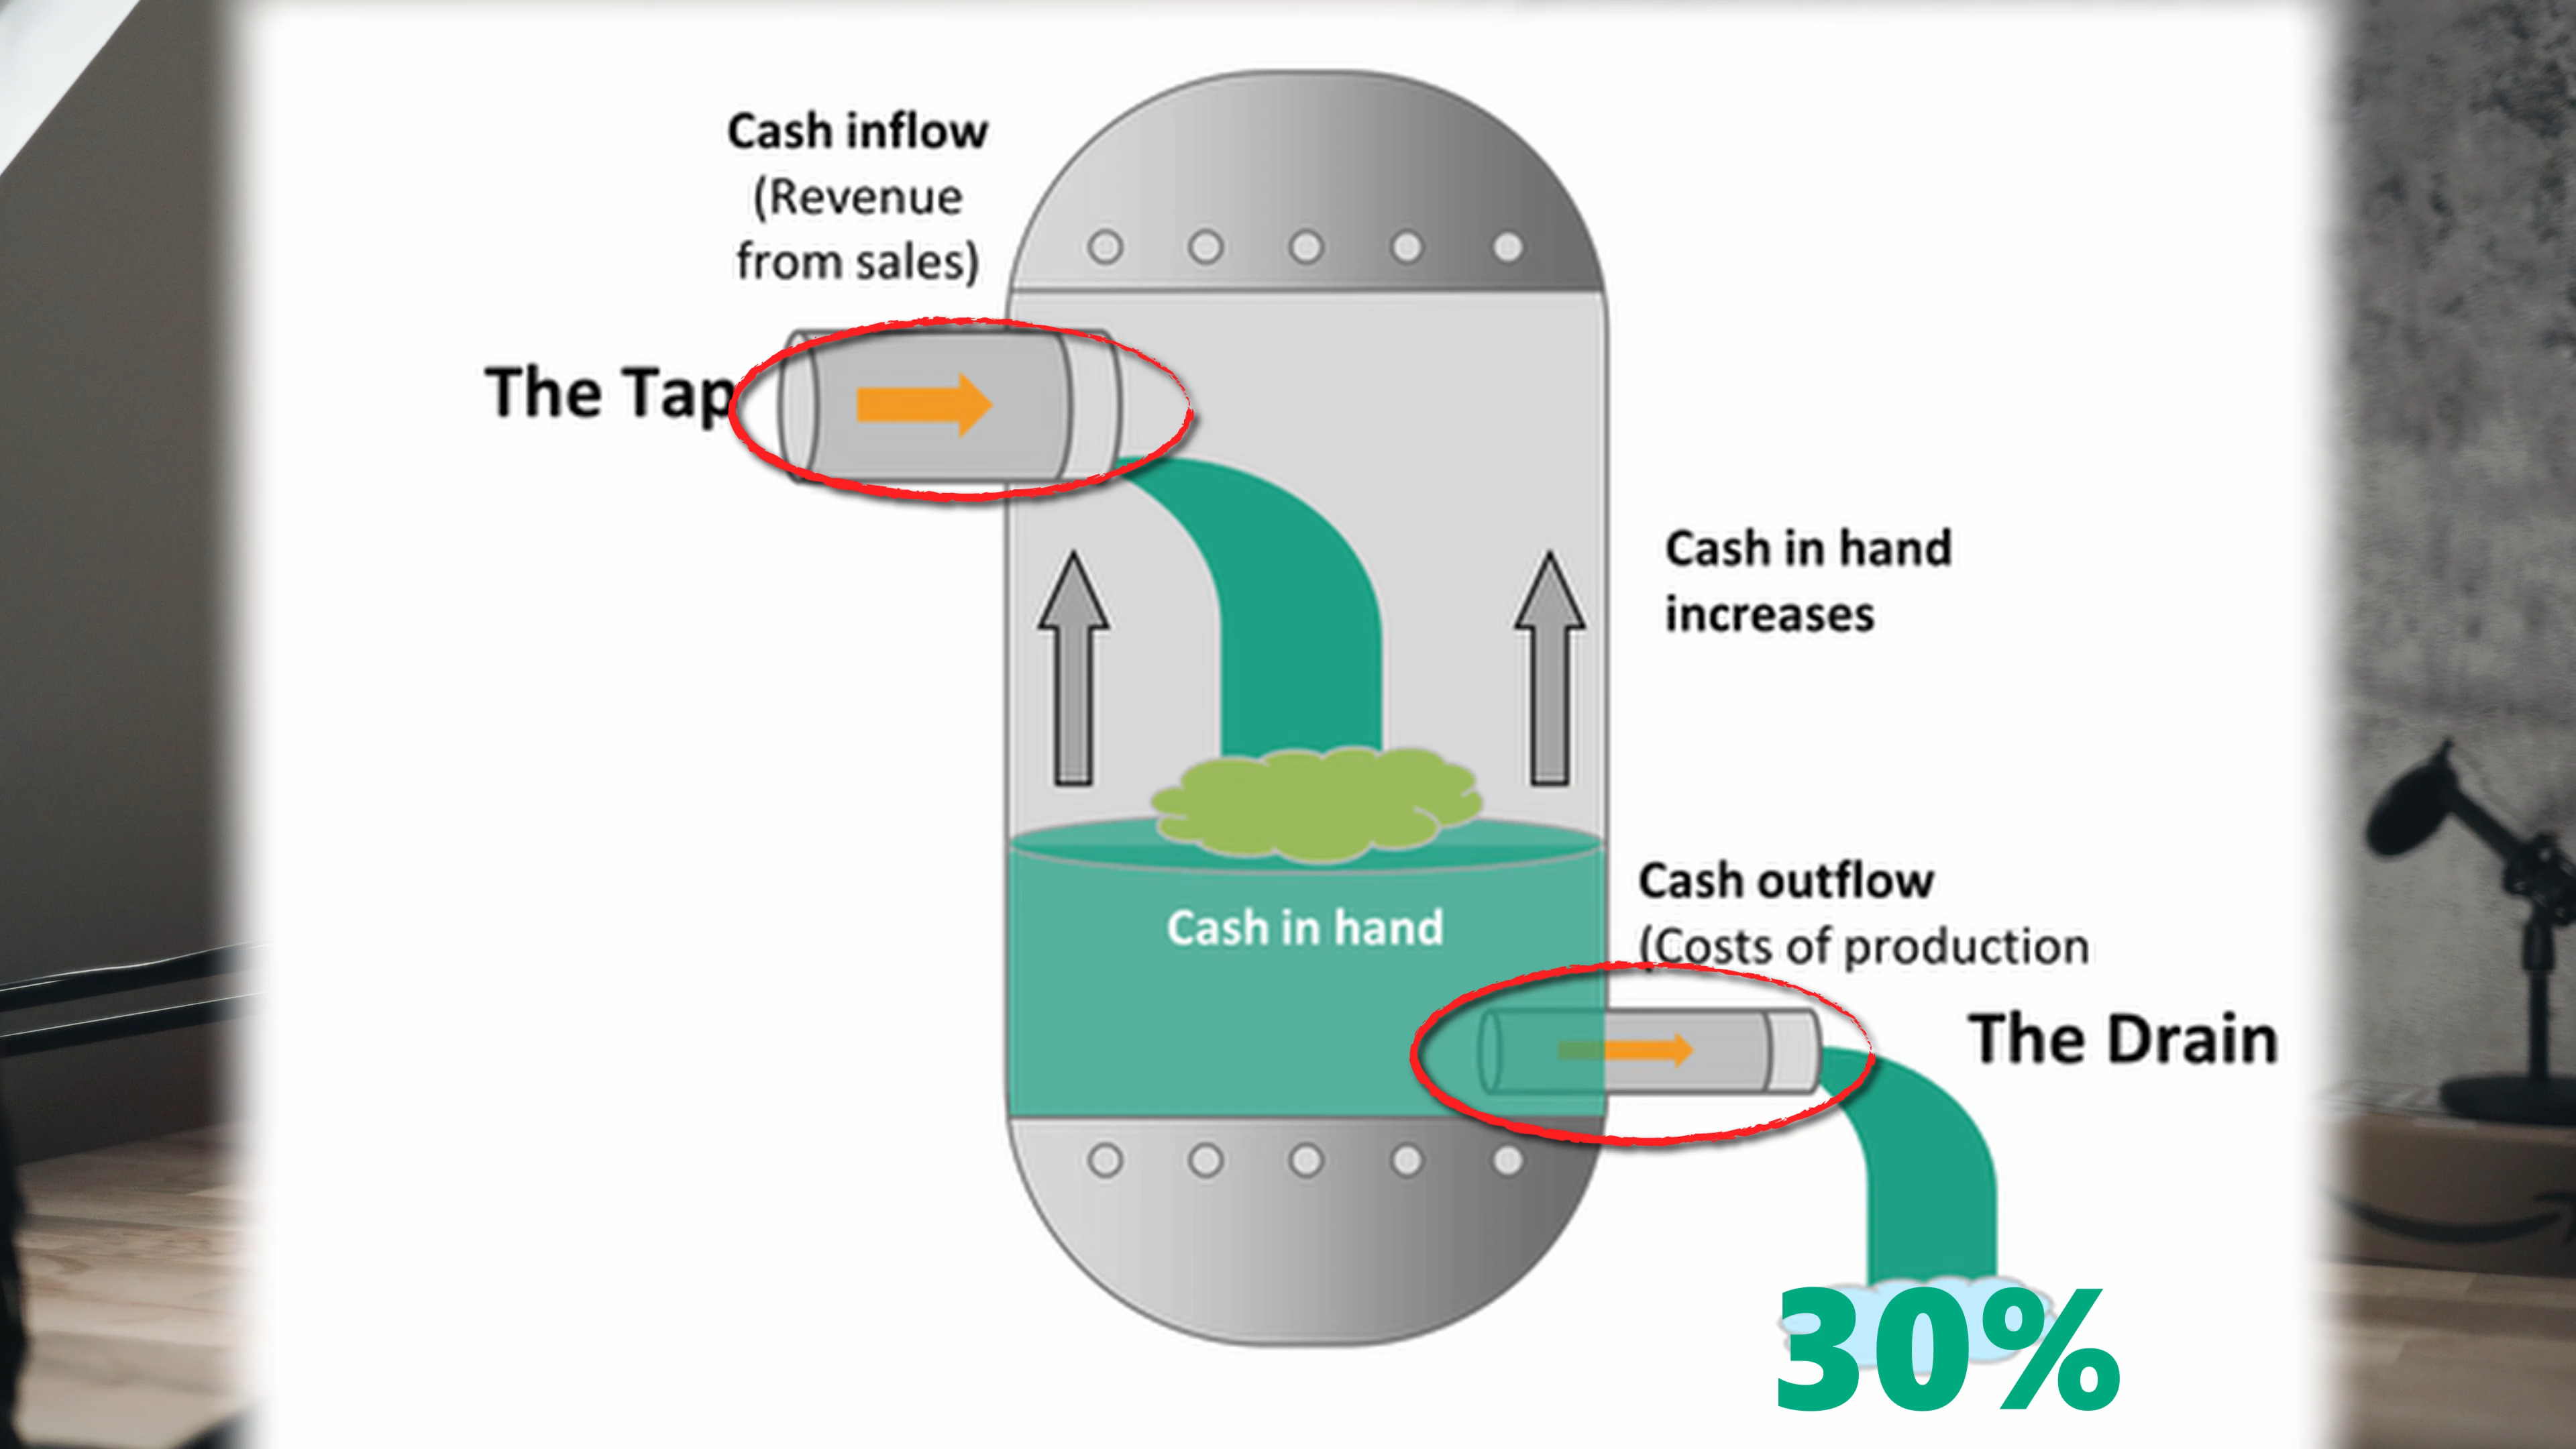 Cash inflow
(Revenue
from sales)
The Tap
Cash in hand
increases
Cash in hand
Cash outflow
(Costs of production
The Drain
30%